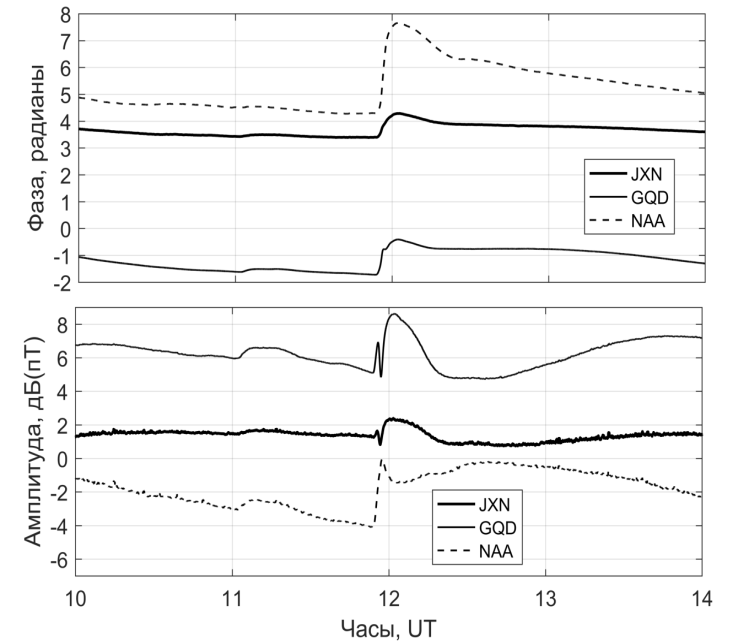 Фаза, радианы
8
7
6
5
4
3
2
1
0
-1
-2
JXN
GQD
NAA
Амплитуда, дБ(пТ)
8
6
4
2
0
-2
-4
-6
JXN
GQD
NAA
10 11 12 13 14
Часы, UT